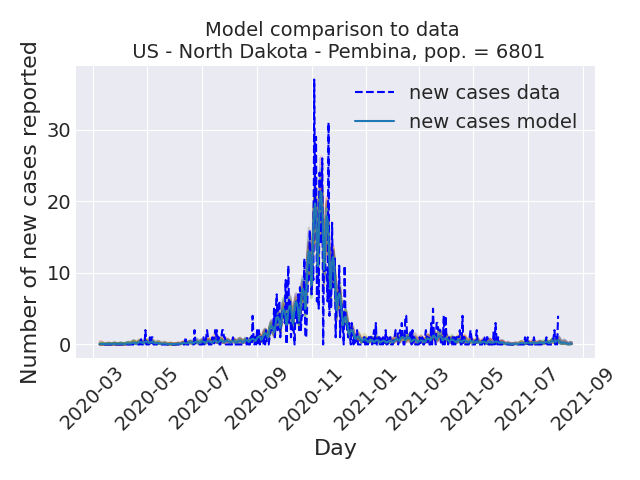 Model comparison to data
US - North Dakota - Pembina, pop. = 6801
new cases data
new cases model
Number of new cases reported
30
20
10
0
2020-03
2020-05
2020-07
2020-09
2020-11
2021-01
2021-03
2021-05
2021-07
2021-09
Day